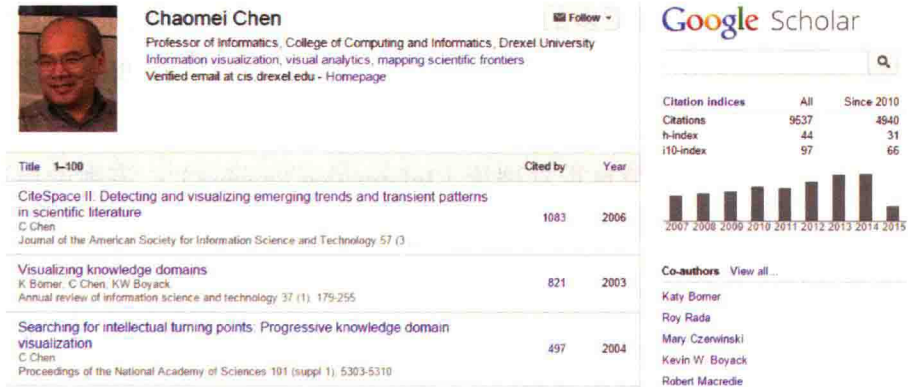 Chaomei Chen
Follow
Professor of Informatics, College of Computing and Informatics, Drexel University
Information visualization, visual analytics, mapping scientific frontiers
Verified email at cis.drexel.edu - Homepage
Google Scholar
Citation indices All Since 2010
Citations 9537 4940
h-index 44 31
i10-index 97 66
2007 2008 2009 2010 2011 2012 2013 2014 2015
Co-authors View all...
Katy Borner
Roy Rada
Mary Czerwinski
Kevin W. Boyack
Robert Macredie
Title 1–100 Cited by Year
CiteSpace II: Detecting and visualizing emerging trends and transient patterns
in scientific literature 1083 2006
C Chen
Journal of the American Society for Information Science and Technology 57 (3
Visualizing knowledge domains 821 2003
K Börner, C Chen, KW Boyack
Annual review of information science and technology 37 (1), 179-255
Searching for intellectual turning points: Progressive knowledge domain
visualization 497 2004
C Chen
Proceedings of the National Academy of Sciences 101 (suppl 1), 5303-5310